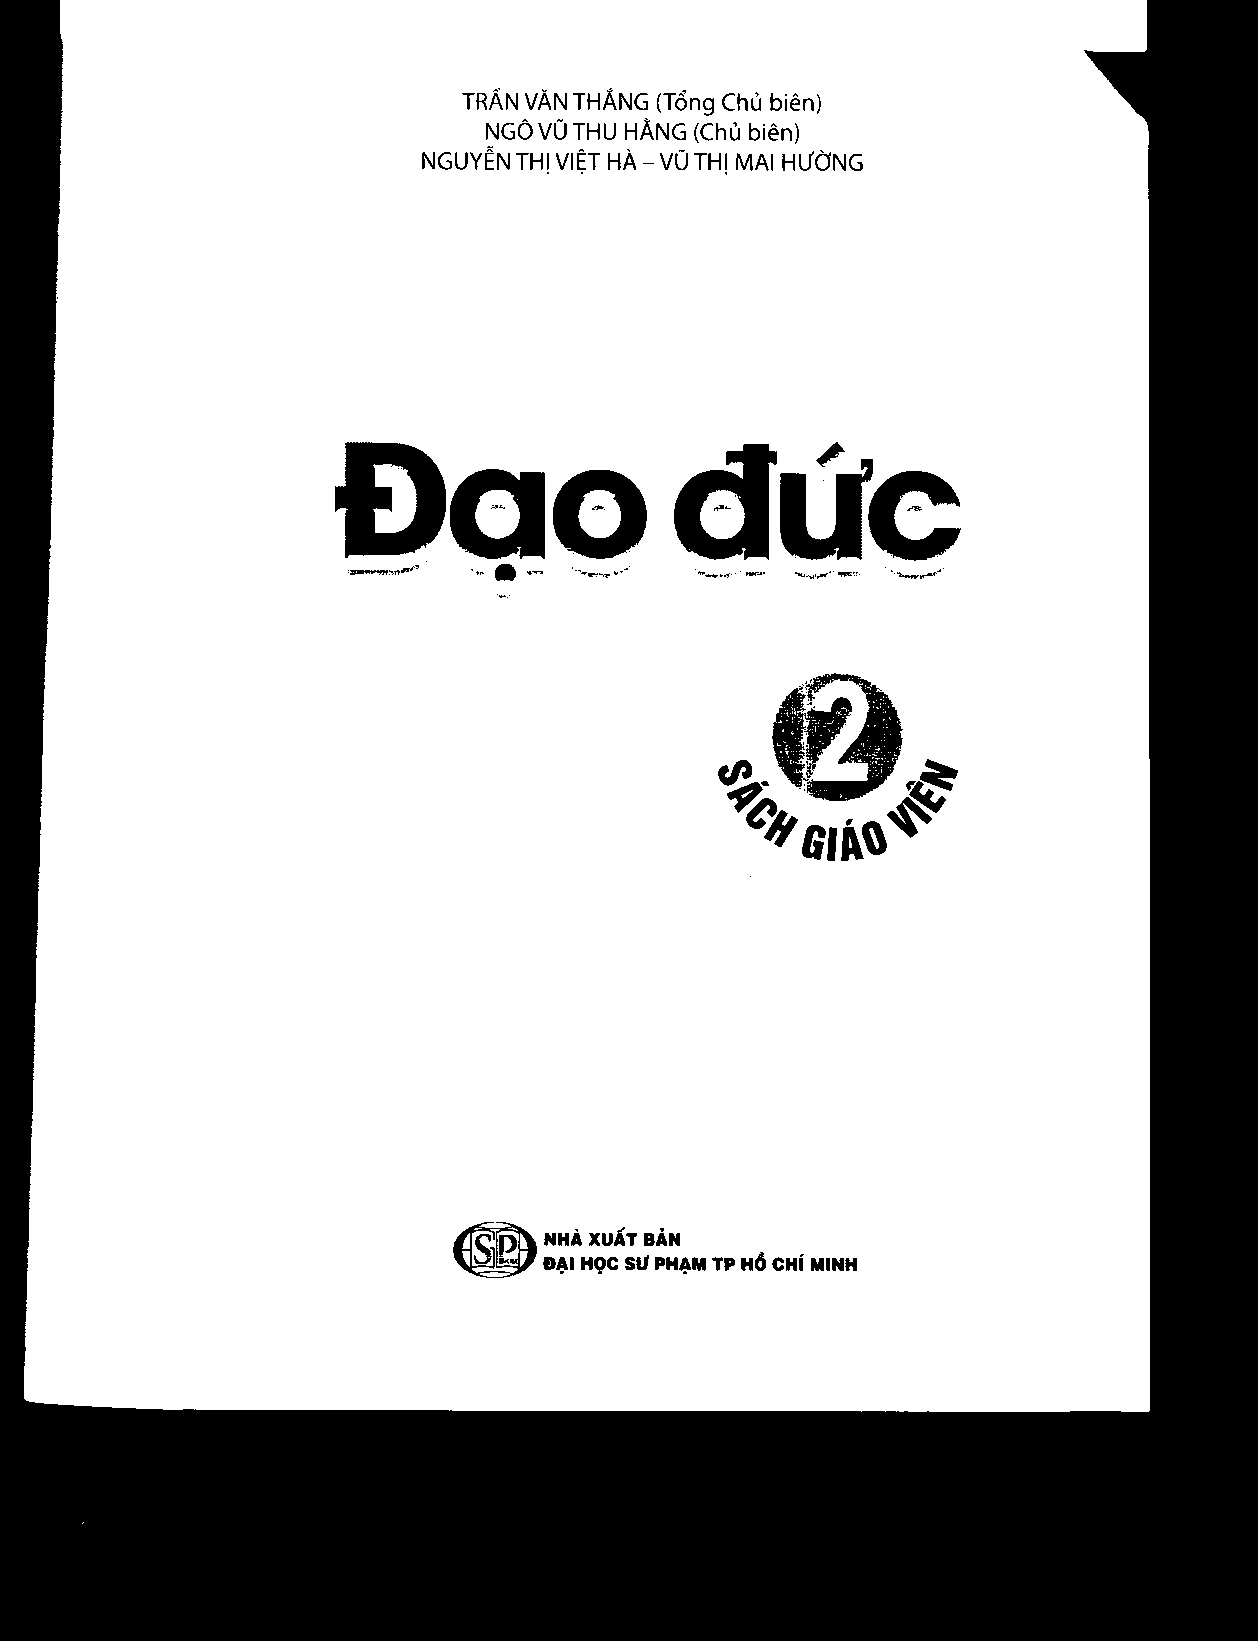 TRẦN VĂN THẮNG (Tổng Chủ biên)
NGÔ VŨ THU HẰNG (Chủ biên)
NGUYỄN THỊ VIỆT HÀ – VŨ THỊ MAI HƯỜNG
Đạo đức
2
SÁCH GIÁO VIÊN
SP
NHÀ XUẤT BẢN
ĐẠI HỌC SƯ PHẠM TP HỒ CHÍ MINH